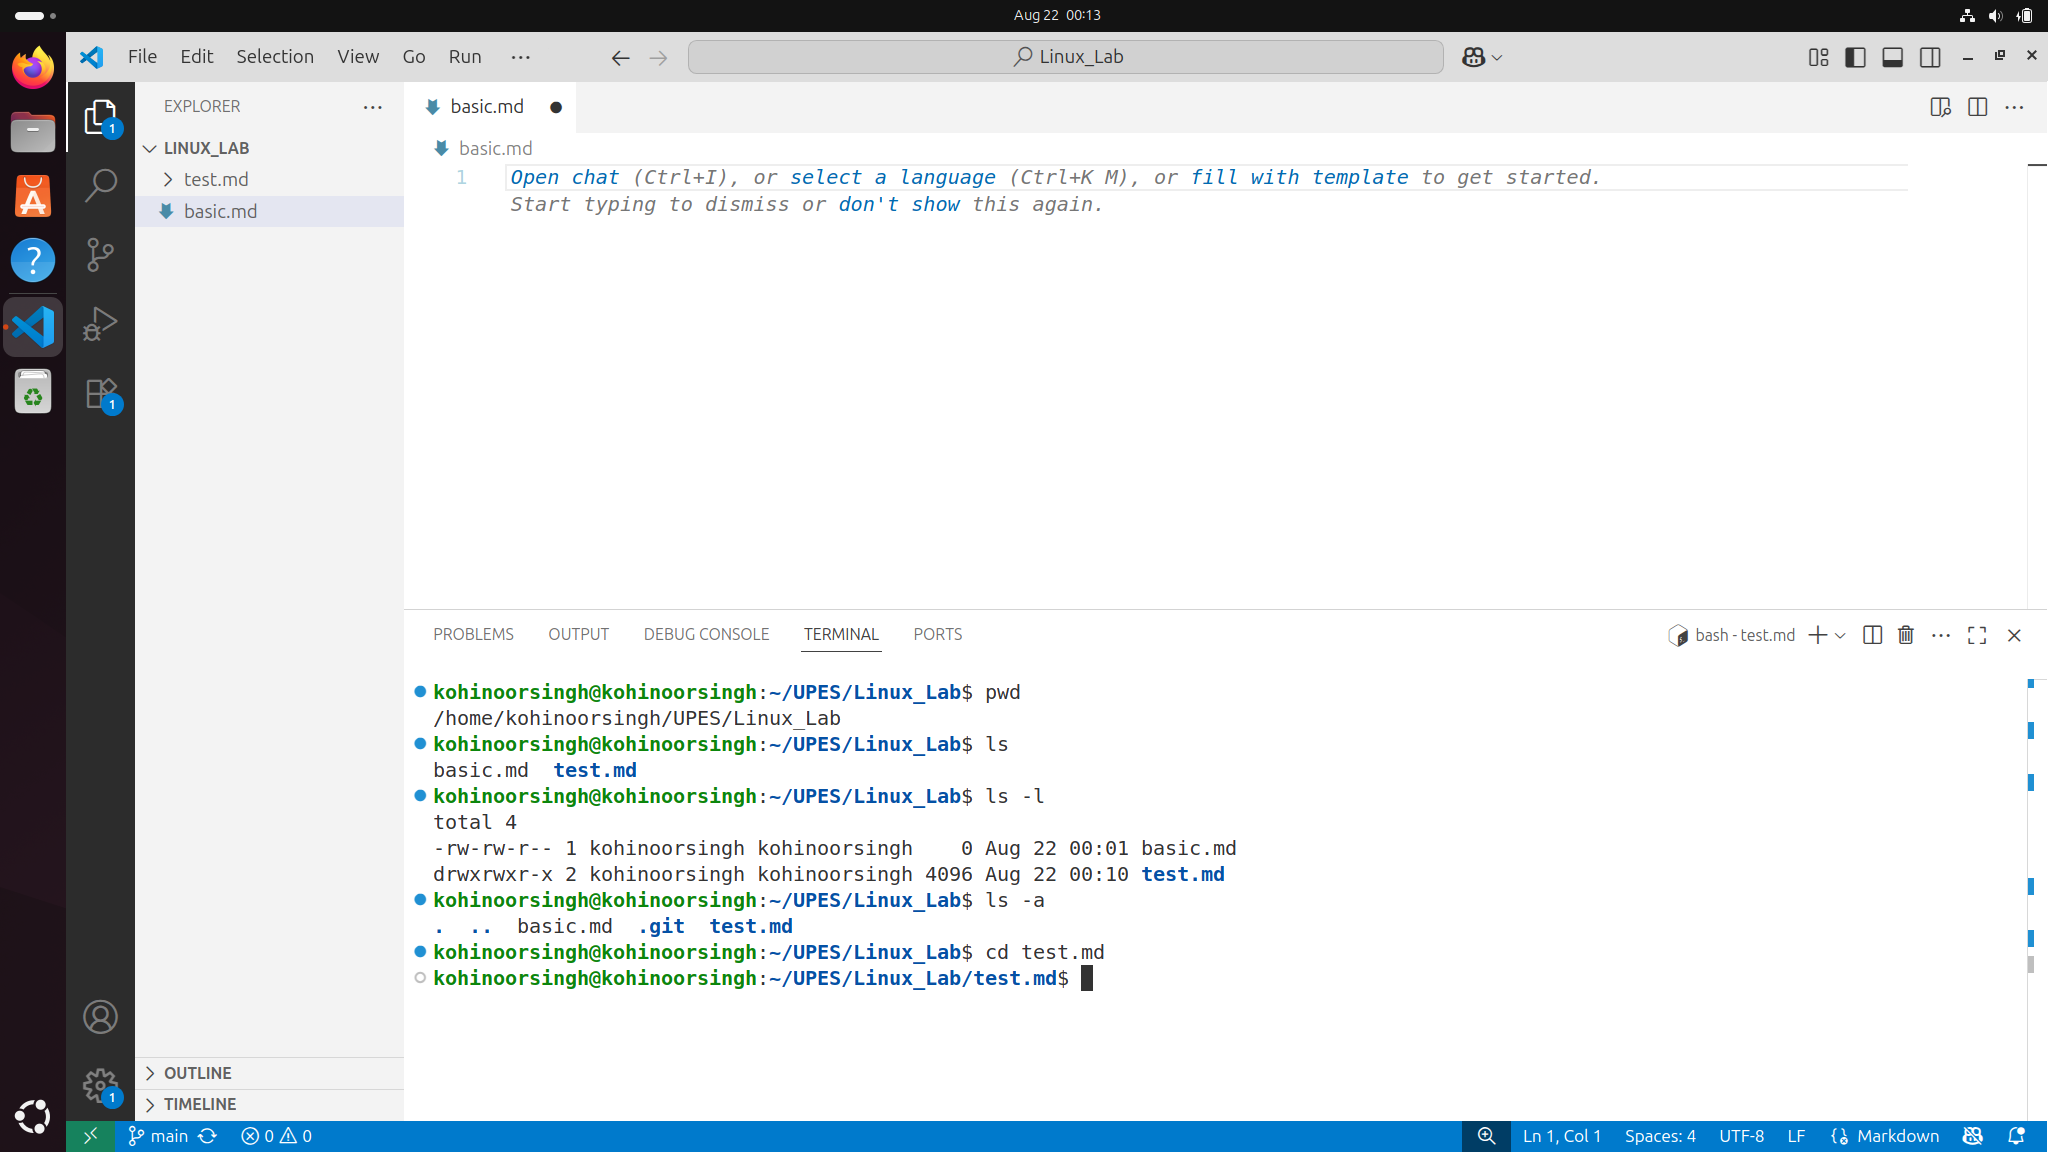 Aug 22 00:13
File Edit Selection View Go Run ...
Linux_Lab
EXPLORER
LINUX_LAB
test.md
basic.md
OUTLINE
TIMELINE
1
1
1
basic.md
basic.md
1 Open chat (Ctrl+I), or select a language (Ctrl+K M), or fill with template to get started.
Start typing to dismiss or don't show this again.
PROBLEMS OUTPUT DEBUG CONSOLE TERMINAL PORTS
bash - test.md
kohinoorsingh@kohinoorsingh:~/UPES/Linux_Lab$ pwd
/home/kohinoorsingh/UPES/Linux_Lab
kohinoorsingh@kohinoorsingh:~/UPES/Linux_Lab$ ls
basic.md test.md
kohinoorsingh@kohinoorsingh:~/UPES/Linux_Lab$ ls -l
total 4
-rw-rw-r-- 1 kohinoorsingh kohinoorsingh    0 Aug 22 00:01 basic.md
drwxrwxr-x 2 kohinoorsingh kohinoorsingh 4096 Aug 22 00:10 test.md
kohinoorsingh@kohinoorsingh:~/UPES/Linux_Lab$ ls -a
. .. basic.md .git test.md
kohinoorsingh@kohinoorsingh:~/UPES/Linux_Lab$ cd test.md
kohinoorsingh@kohinoorsingh:~/UPES/Linux_Lab/test.md$
main 0 0 Ln 1, Col 1 Spaces: 4 UTF-8 LF Markdown